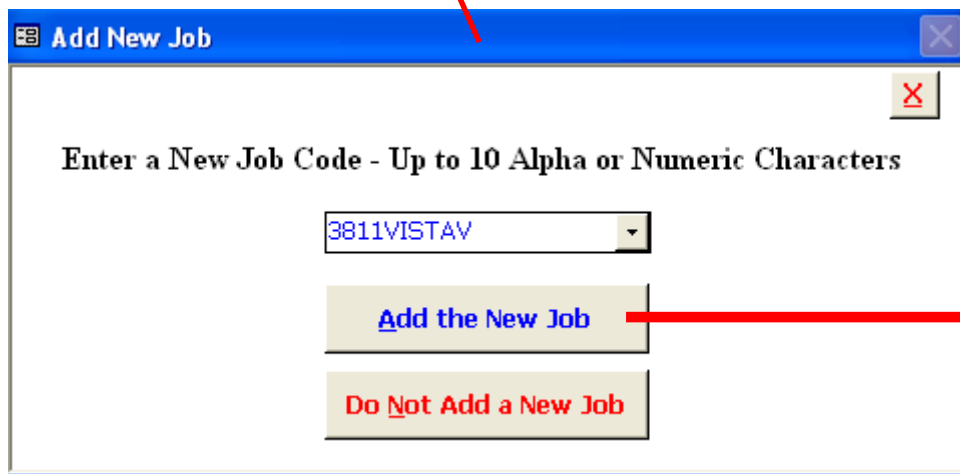 Add New Job
X
Enter a New Job Code - Up to 10 Alpha or Numeric Characters
3811VISTAV
Add the New Job
Do Not Add a New Job